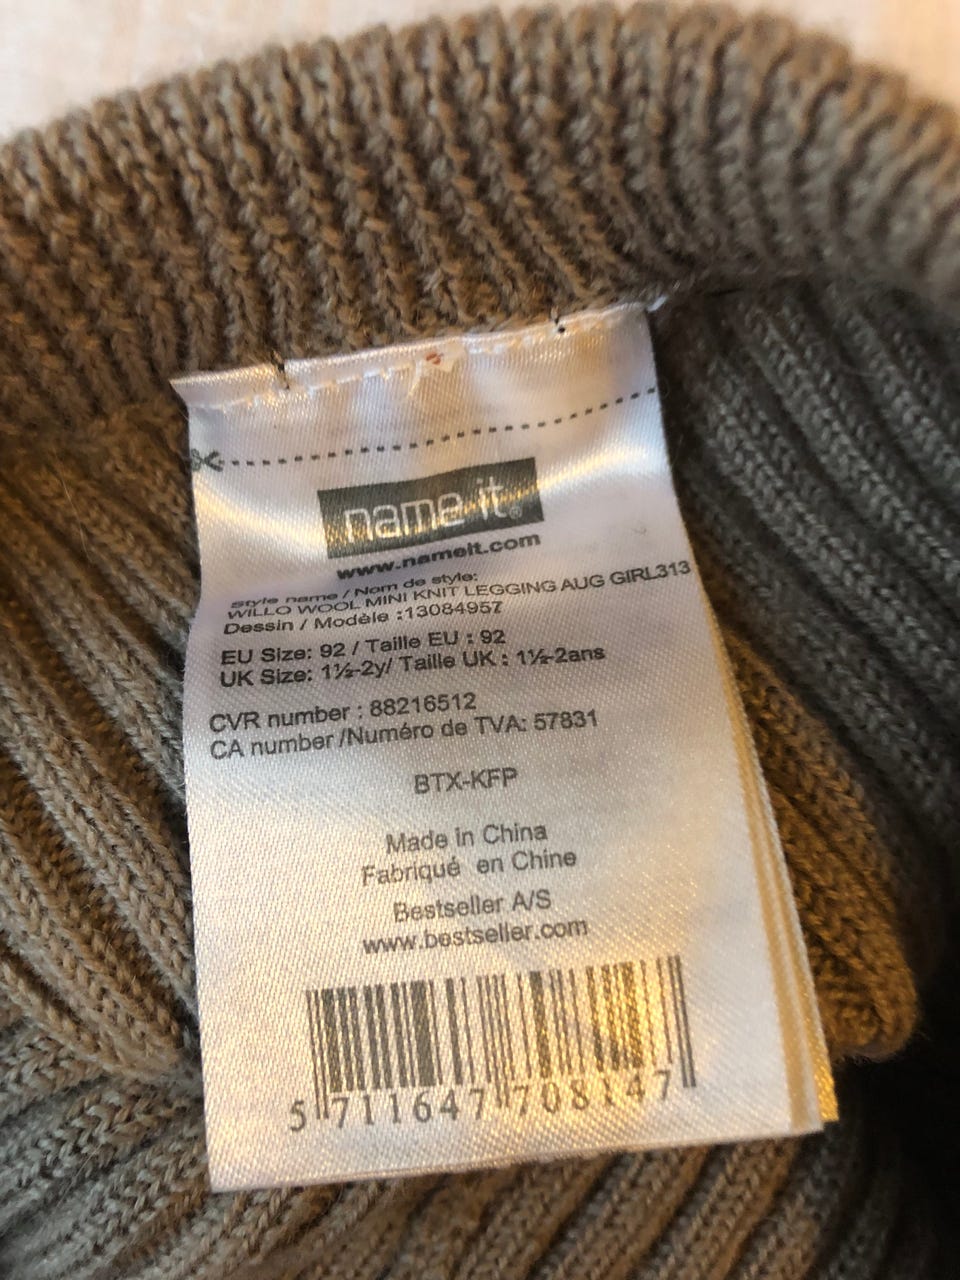 name it®
www.nameit.com
Style name / Nom de style:
WILLO WOOL MINI KNIT LEGGING AUG GIRL313
Dessin / Modèle :13084957
EU Size: 92 / Taille EU : 92
UK Size: 1½-2y/ Taille UK : 1½-2ans
CVR number : 88216512
CA number /Numéro de TVA: 57831
BTX-KFP
Made in China
Fabriqué en Chine
Bestseller A/S
www.bestseller.com
5 711647 708147